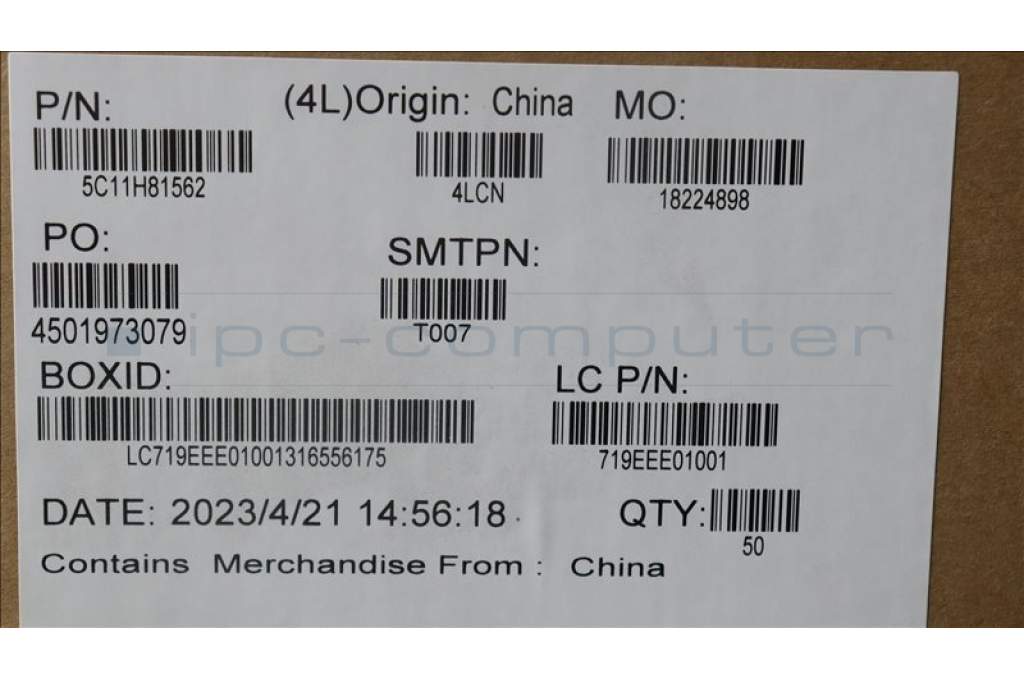 P/N:
(4L)Origin: China
MO:
5C11H81562
4LCN
18224898
PO:
SMTPN:
4501973079
T007
ipc-computer
BOXID:
LC P/N:
LC719EEE01001316556175
719EEE01001
DATE: 2023/4/21 14:56:18
QTY:
50
Contains Merchandise From : China